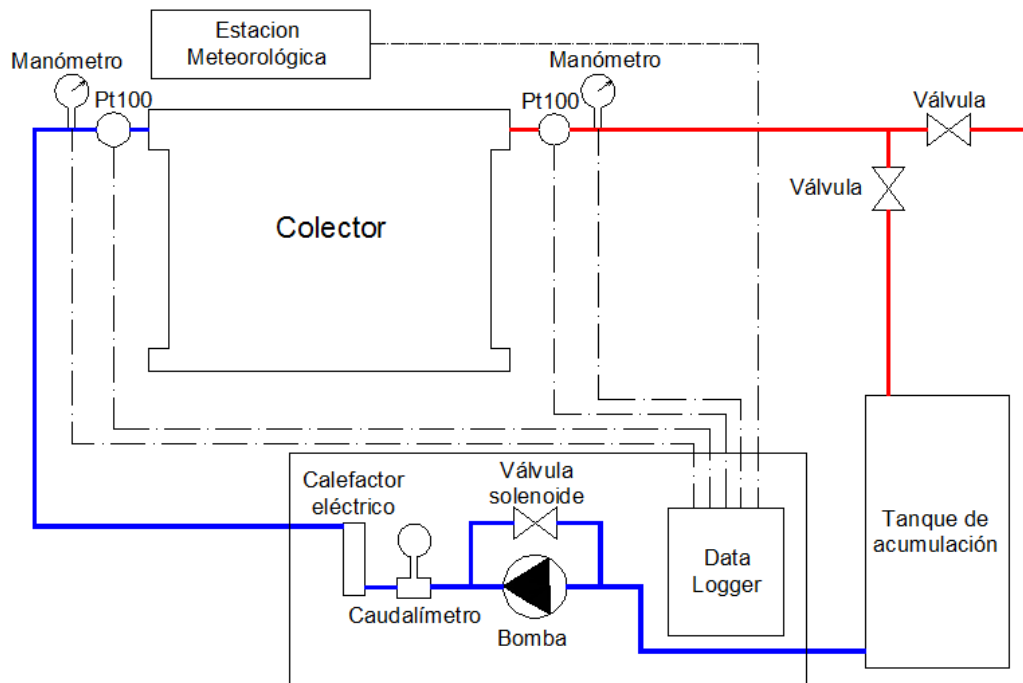 Estacion
Meteorológica
Manómetro
Manómetro
Pt100
Pt100
Válvula
Válvula
Colector
Calefactor
eléctrico
Válvula
solenoide
Data
Logger
Tanque de
acumulación
Caudalímetro
Bomba